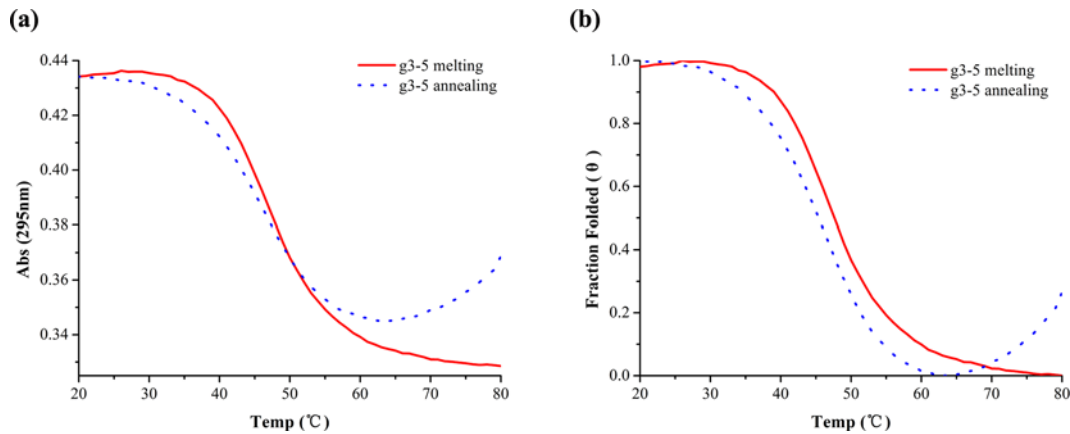 (a)
g3-5 melting
g3-5 annealing
0.44
0.42
0.40
0.38
0.36
0.34
Abs (295nm)
20 30 40 50 60 70 80
Temp (℃)
(b)
g3-5 melting
g3-5 annealing
1.0
0.8
0.6
0.4
0.2
0.0
Fraction Folded ( θ )
20 30 40 50 60 70 80
Temp (℃)